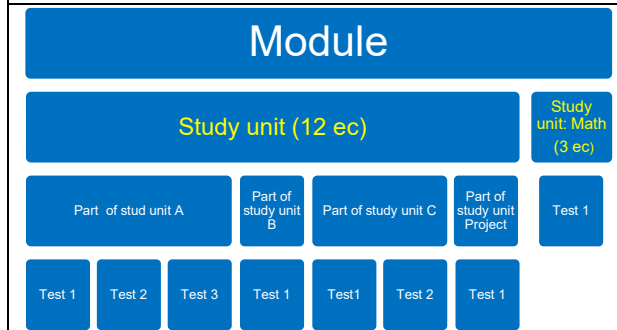 Module
Study unit (12 ec)
Study
unit: Math
(3 ec)
Part of stud unit A
Part of
study unit
B
Part of study unit C
Part of
study unit
Project
Test 1
Test 1
Test 2
Test 3
Test 1
Test1
Test 2
Test 1